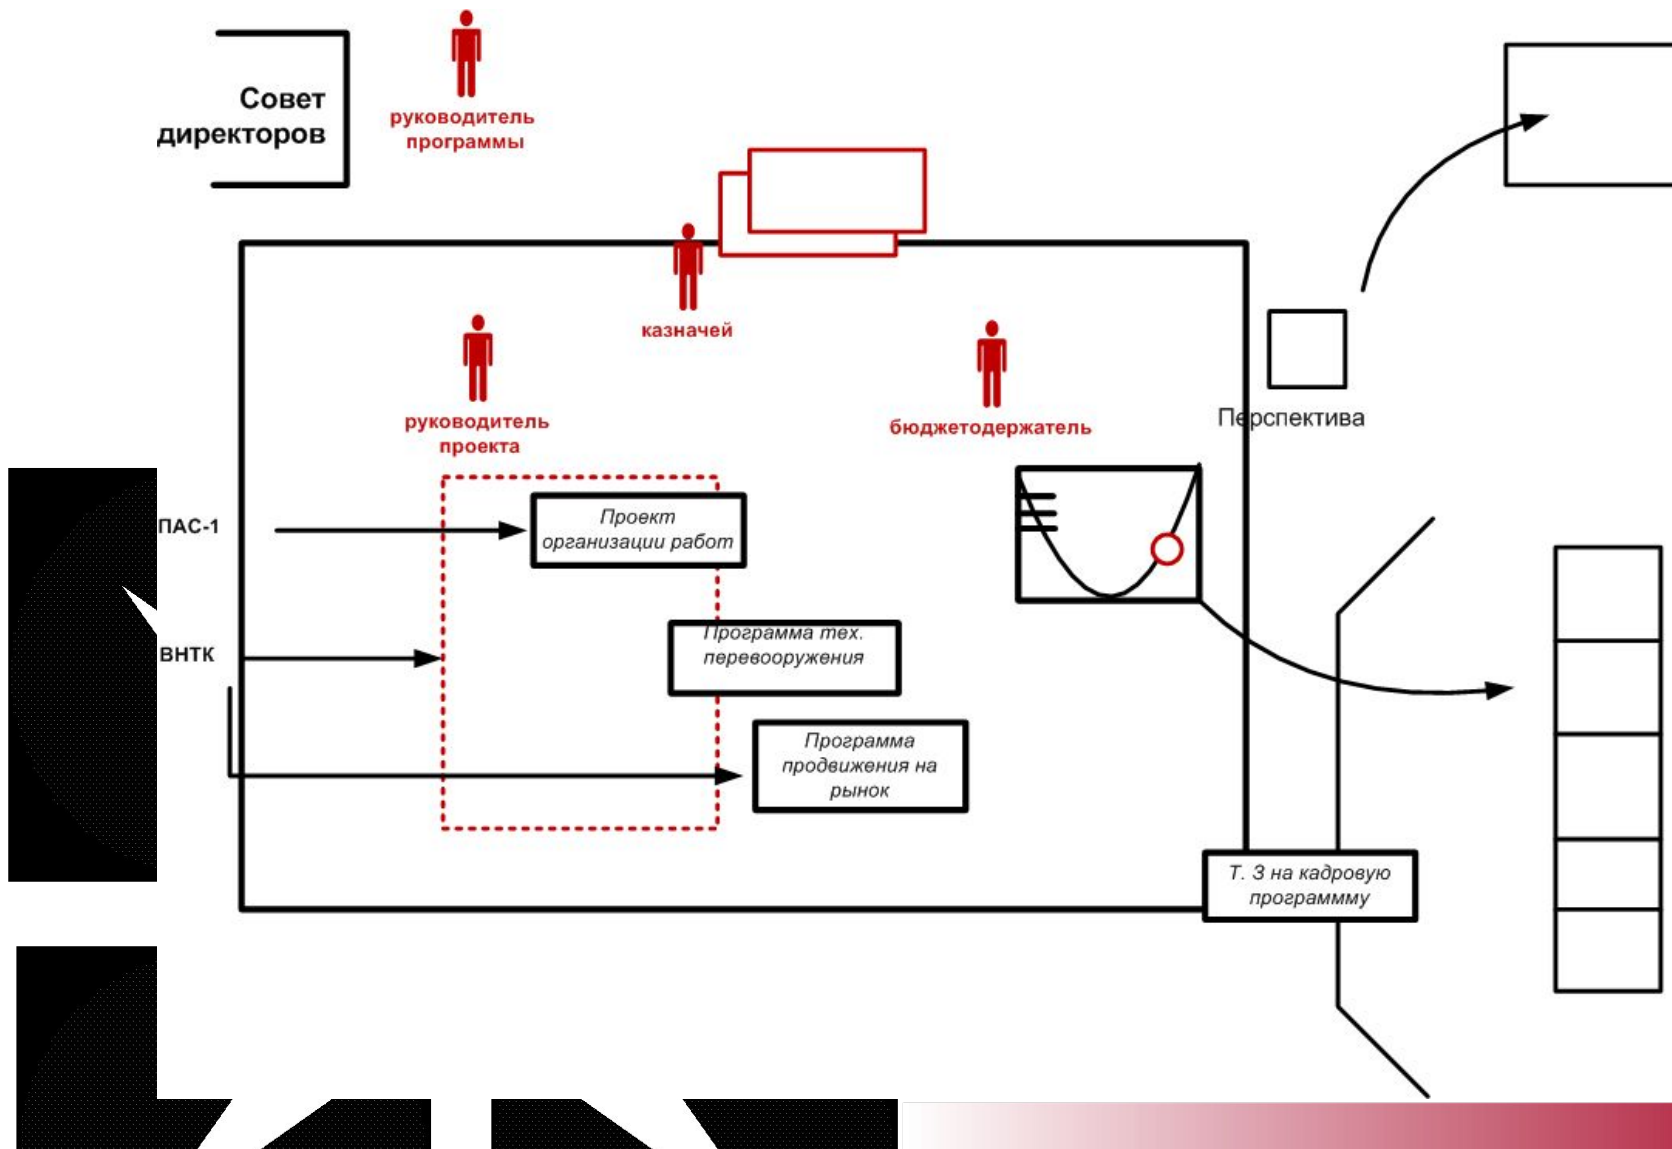 Совет
директоров
руководитель
программы
казначей
руководитель
проекта
бюджетодержатель
Перспектива
ПАС-1
Проект
организации работ
ВНТК
Программа тех.
перевооружения
Программа
продвижения на
рынок
Т. З на кадровую
программму